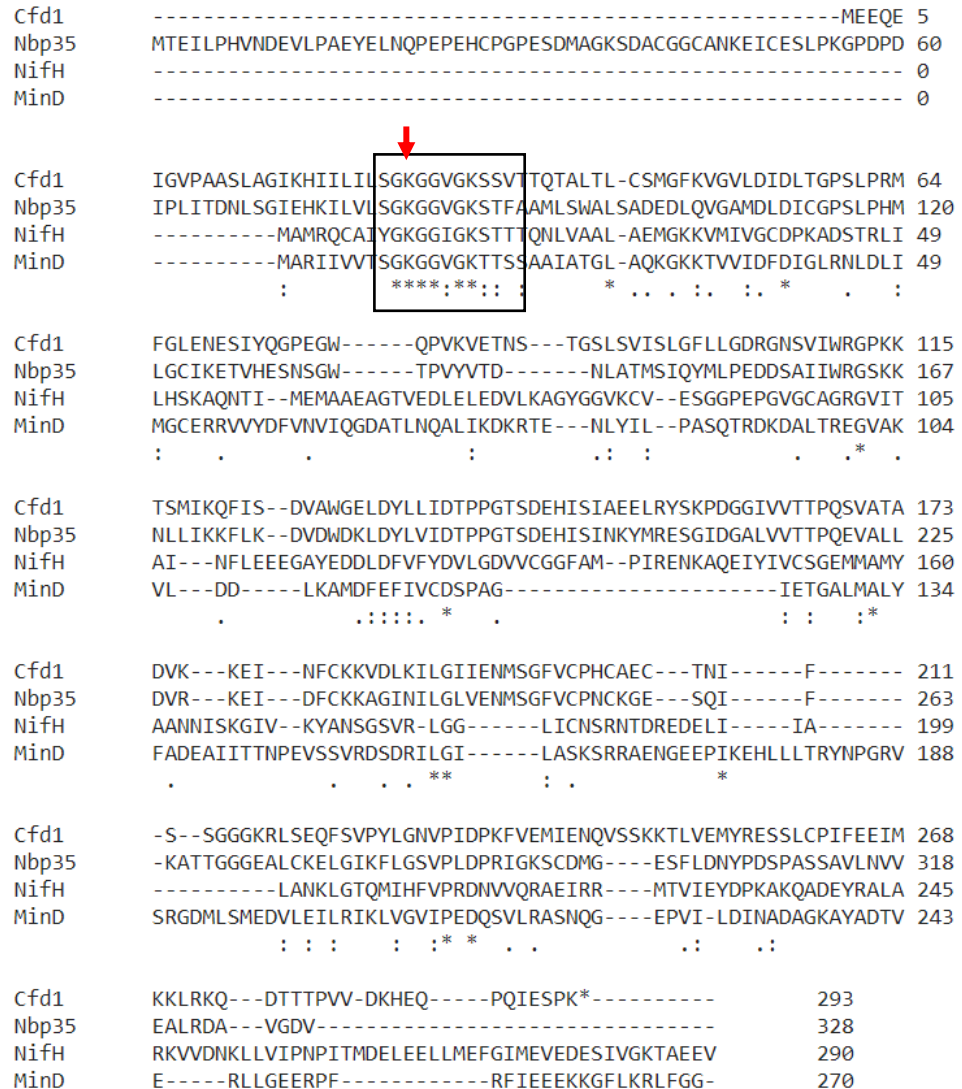 Cfd1 -------------------------------------------------------MEEQE 5
Nbp35 MTEILPHVNDEVLPAEYELNQPEPEHCPGPESDMAGKSDACGGCANKEICESLPKGPDPD 60
NifH ------------------------------------------------------------ 0
MinD ------------------------------------------------------------ 0
Cfd1 IGVPAASLAGIKHIILILSGKGGVGKSSVTTQTALTL-CSMGFKVGVLDIDLTGPSLPRM 64
Nbp35 IPLITDNLSGIEHKILVLSGKGGVGKSTFAAMLSWALSADEDLQVGAMDLDICGPSLPHM 120
NifH ----------MAMRQCAIYGKGGIGKSTTTQNLVAAL-AEMGKKVMIVGCDPKADSTRLI 49
MinD ----------MARIIVVTSGKGGVGKTTSSAAIATGL-AQKGKKTVVIDFDIGLRNLDLI 49
: ****:**:: : * .. . :. :. * . :
Cfd1 FGLENESIYQGPEGW------QPVKVETNS---TGSLSVISLGFLLGDRGNSVIWRGPKK 115
Nbp35 LGCIKETVHESNSGW------TPVYVTD-------NLATMSIQYMLPEDDSAIIWRGSKK 167
NifH LHSKAQNTI--MEMAAEAGTVEDLELEDVLKAGYGGVKCV--ESGGPEPGVGCAGRGVIT 105
MinD MGCERRVVYDFVNVIQGDATLNQALIKDKRTE---NLYIL--PASQTRDKDALTREGVAK 104
: . . : .: : . .* .
Cfd1 TSMIKQFIS--DVAWGELDYLLIDTPPGTSDEHISIAEELRYSKPDGGIVVTTPQSVATA 173
Nbp35 NLLIKKFLK--DVDWDKLDYLVIDTPPGTSDEHISINKYMRESGIDGALVVTTPQEVALL 225
NifH AI---NFLEEEGAYEDDLDFVFYDVLGDVVCGGFAM--PIRENKAQEIYIVCSGEMMAMY 160
MinD VL---DD-----LKAMDFEFIVCDSPAG----------------------IETGALMALY 134
. .::::. * . : : :*
Cfd1 DVK---KEI---NFCKKVDLKILGIIENMSGFVCPHCAEC---TNI-----F------- 211
Nbp35 DVR---KEI---DFCKKAGINILGLVENMSGFVCPNCKGE---SQI-----F------- 263
NifH AANNISKGIV--KYANSGSVR-LGG------LICNSRNTDREDELI-----IA------- 199
MinD FADEAIITTNPEVSSVRDSDRILGI------LASKSRRAENGEEPIKEHLLLTRYNPGRV 188
. . . . ** : . *
Cfd1 -S--SGGGKRLSEQFSVPYLGNVPIDPKFVEMIENQVSSKKTLVEMYRESSLCPIFEEIM 268
Nbp35 -KATTGGGEALCKELGIKFLGSVPLDPRIGKSCDMG----ESFLDNYPDSPASSAVLNVV 318
NifH ----------LANKLGTQMIHFVPRDNVVQRAEIRR----MTVIEYDPKAKQADEYRALA 245
MinD SRGDMLSMEDVLEILRIKLVGVIPEDQSVLRASNQG----EPVI-LDINADAGKAYADTV 243
: : : : :* * . . .: .:
Cfd1 KKLRKQ---DTTTPVV-DKHEQ-----PQIESPK*---------- 293
Nbp35 EALRDA---VGDV-------------------------------- 328
NifH RKVVDNKLLVIPNPITMDELEELLMEFGIMEVEDESIVGKTAEEV 290
MinD E-----RLLGEERPF------------RFIEEEKKGFLKRLFGG- 270